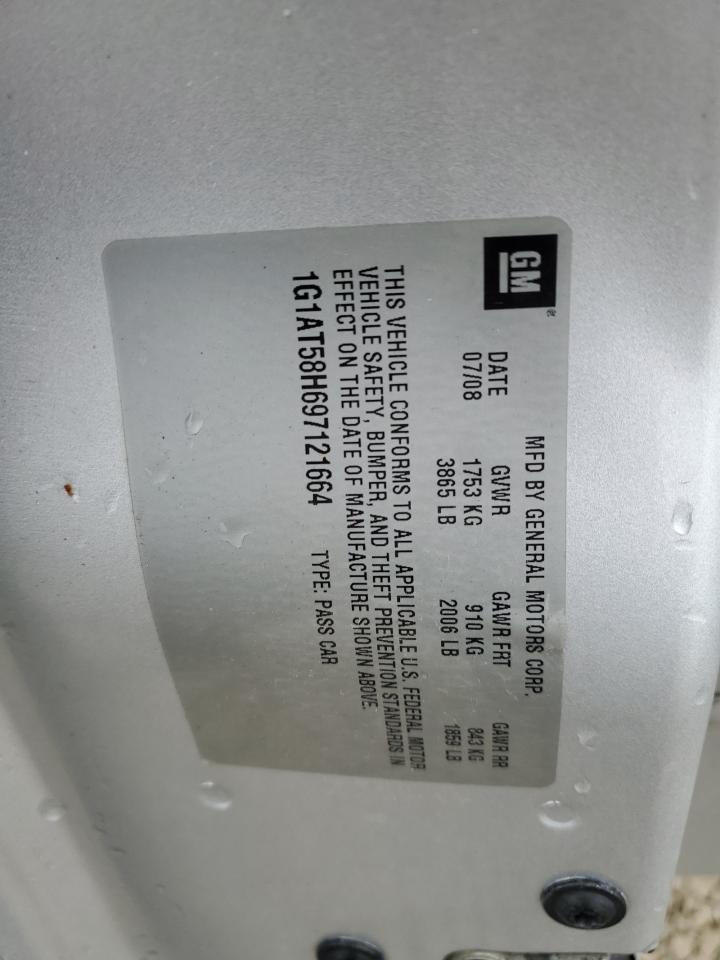 GM
MFD BY GENERAL MOTORS CORP.
DATE GVWR GAWR FRT GAWR RR
07/08 1753 KG 910 KG 843 KG
3865 LB 2006 LB 1859 LB
THIS VEHICLE CONFORMS TO ALL APPLICABLE U.S. FEDERAL MOTOR
VEHICLE SAFETY, BUMPER, AND THEFT PREVENTION STANDARDS IN
EFFECT ON THE DATE OF MANUFACTURE SHOWN ABOVE.
1G1AT58H697121664 TYPE: PASS CAR